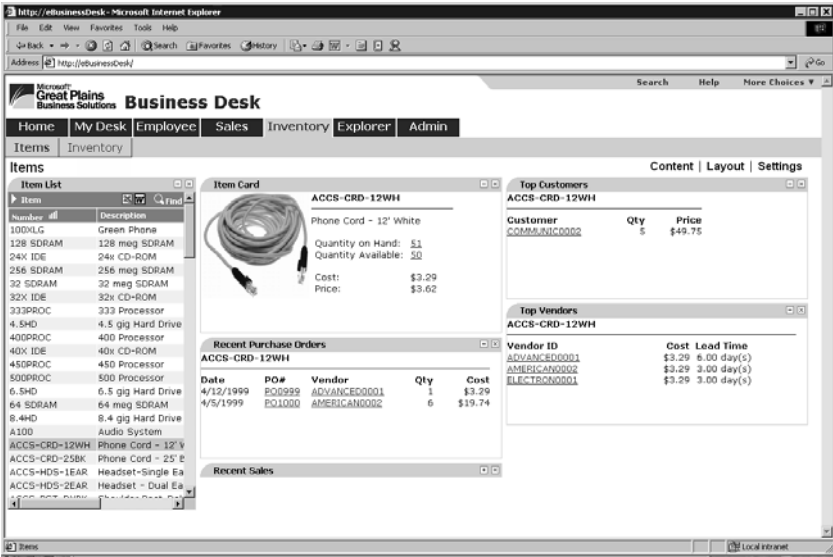 http://eBusinessDesk - Microsoft Internet Explorer
File Edit View Favorites Tools Help
Back Search Favorites History
Address http://eBusinessDesk/ Go
Search Help More Choices
Microsoft
Great Plains
Business Solutions
Business Desk
Home My Desk Employee Sales Inventory Explorer Admin
Items Inventory
Items
Content | Layout | Settings
Item List
Item Find
Number Description
100XLG Green Phone
128 SDRAM 128 meg SDRAM
24X IDE 24x CD-ROM
256 SDRAM 256 meg SDRAM
32 SDRAM 32 meg SDRAM
32X IDE 32x CD-ROM
333PROC 333 Processor
4.5HD 4.5 gig Hard Drive
400PROC 400 Processor
40X IDE 40x CD-ROM
450PROC 450 Processor
500PROC 500 Processor
6.5HD 6.5 gig Hard Drive
64 SDRAM 64 meg SDRAM
8.4HD 8.4 gig Hard Drive
A100 Audio System
ACCS-CRD-12WH Phone Cord - 12' W
ACCS-CRD-25BK Phone Cord - 25' B
ACCS-HDS-1EAR Headset-Single Ea
ACCS-HDS-2EAR Headset - Dual Ea
Item Card
ACCS-CRD-12WH
Phone Cord - 12' White
Quantity on Hand: 51
Quantity Available: 50
Cost: $3.29
Price: $3.62
Recent Purchase Orders
ACCS-CRD-12WH
Date PO# Vendor Qty Cost
4/12/1999 PO0999 ADVANCED0001 1 $3.29
4/5/1999 PO1000 AMERICAN0002 6 $19.74
Recent Sales
Top Customers
ACCS-CRD-12WH
Customer Qty Price
COMMUNIC0002 5 $49.75
Top Vendors
ACCS-CRD-12WH
Vendor ID Cost Lead Time
ADVANCED0001 $3.29 6.00 day(s)
AMERICAN0002 $3.29 3.00 day(s)
ELECTRON0001 $3.29 3.00 day(s)
Items
Local intranet